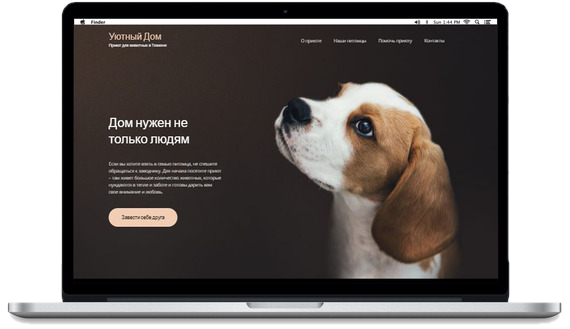 Finder
Sun 1:44 PM
Уютный Дом
Приют для животных в Тюмени
О приюте
Наши питомцы
Помочь приюту
Контакты
Дом нужен не
только людям
Если вы хотите взять в семью питомца, не спешите
обращаться к заводчику. Для начала посетите приют
– там живет большое количество животных, которые
нуждаются в тепле и заботе и готовы дарить вам
свое внимание и любовь.
Завести себе друга